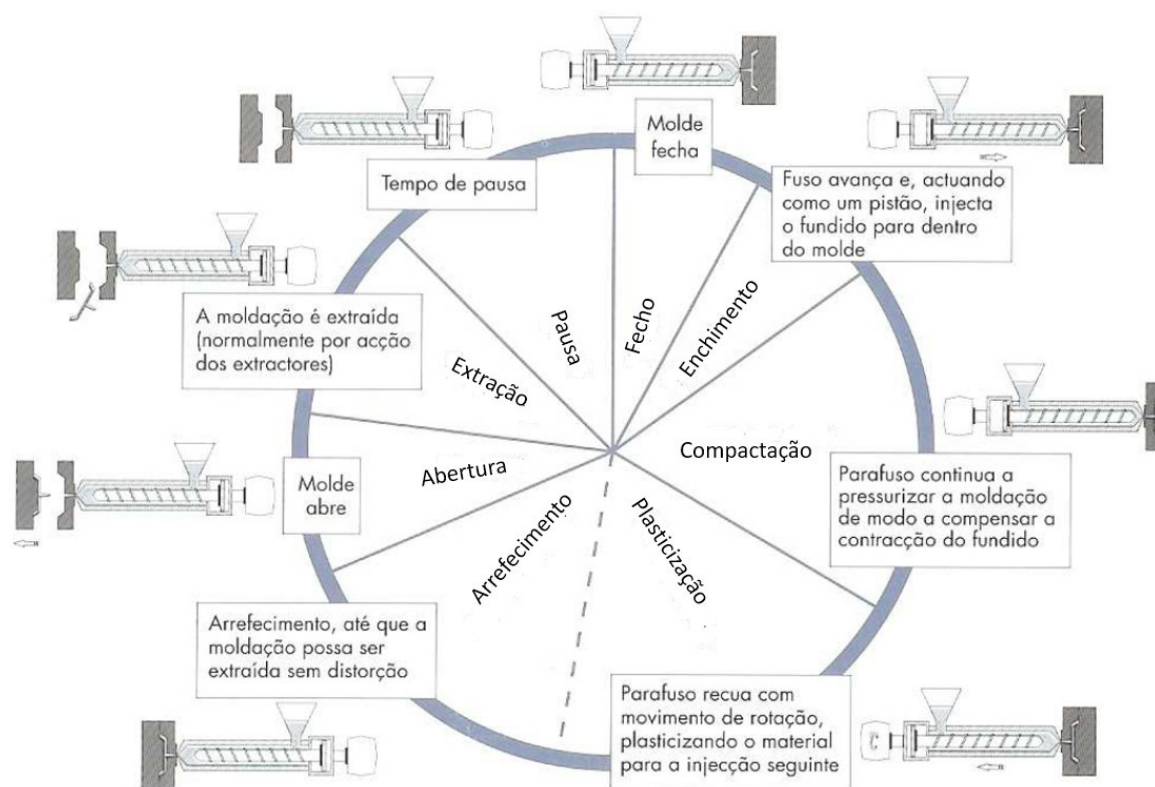 Molde
fecha
Fuso avança e, actuando
como um pistão, injecta
o fundido para dentro
do molde
Parafuso continua a
pressurizar a moldação
de modo a compensar a
contracção do fundido
Parafuso recua com
movimento de rotação,
plasticizando o material
para a injecção seguinte
Arrefecimento, até que a
moldação possa ser
extraída sem distorção
Molde
abre
A moldação é extraída
(normalmente por acção
dos extractores)
Tempo de pausa
Fecho
Enchimento
Compactação
Plasticização
Arrefecimento
Abertura
Extração
Pausa